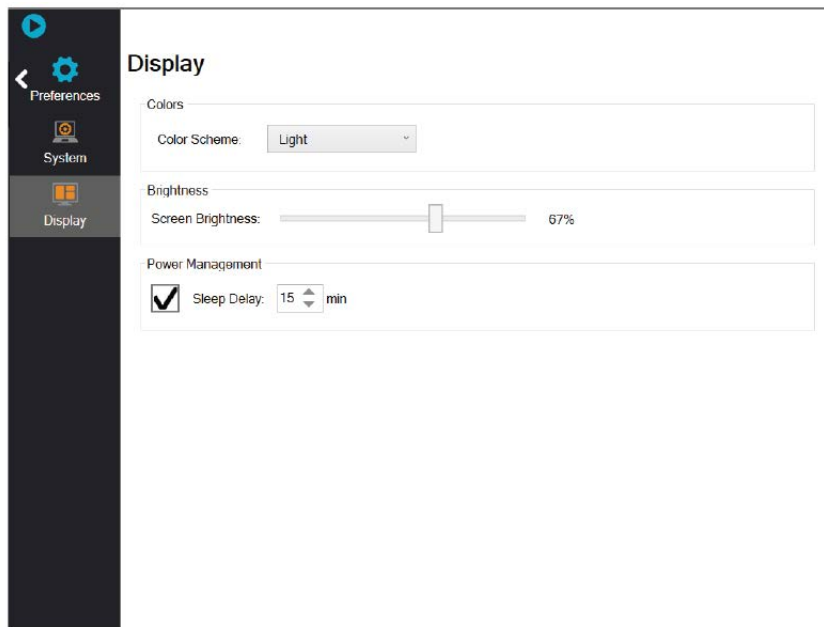 Display
Preferences
Colors
Color Scheme: Light
System
Brightness
Display
Screen Brightness: 67%
Power Management
Sleep Delay: 15 min